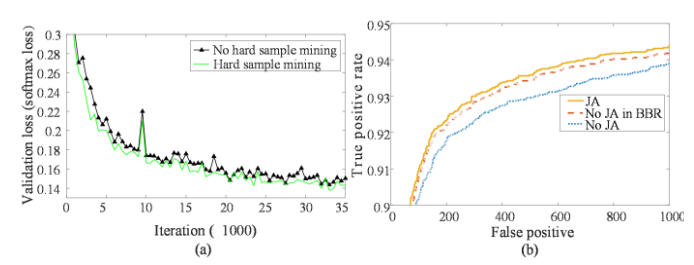 0.3
0.28
0.26
0.24
0.22
0.2
0.18
0.16
0.14
Validation loss (softmax loss)
No hard sample mining
Hard sample mining
0 5 10 15 20 25 30 35
Iteration ( 1000)
(a)
0.95
0.94
0.93
0.92
0.91
0.9
True positive rate
JA
No JA in BBR
No JA
0 200 400 600 800 1000
False positive
(b)